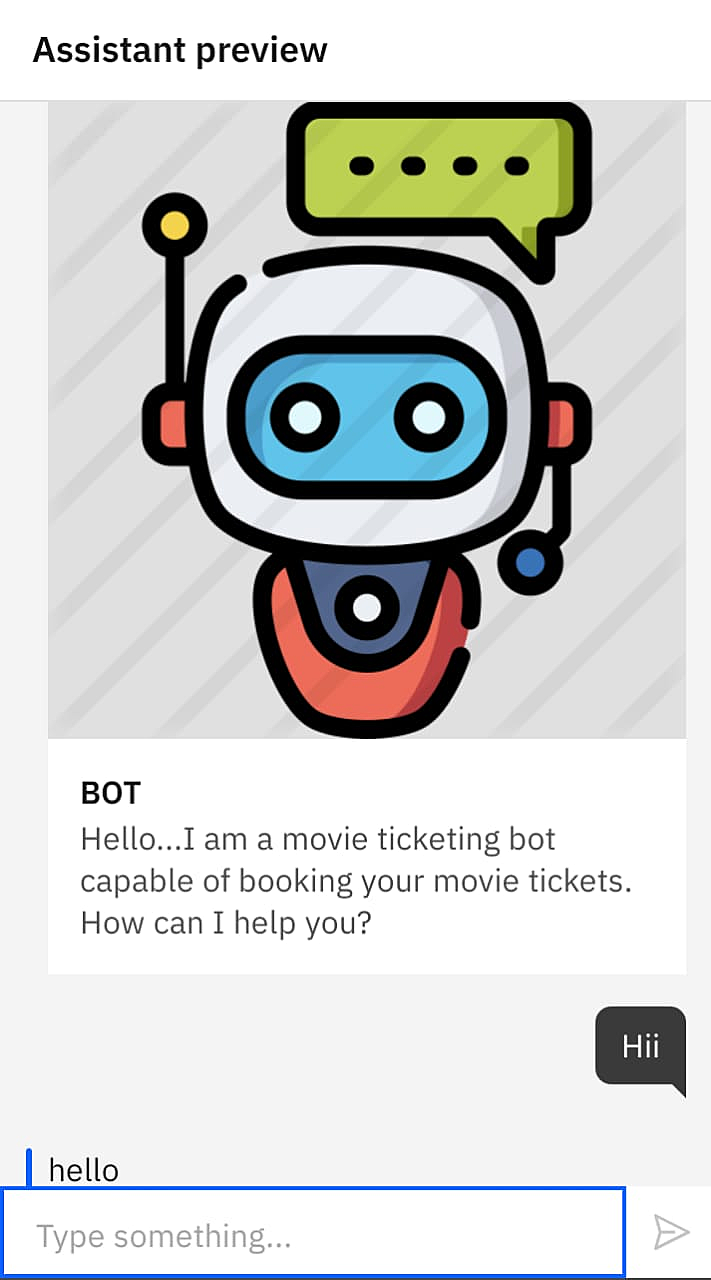 Assistant preview
BOT
Hello...I am a movie ticketing bot
capable of booking your movie tickets.
How can I help you?
Hii
hello
Type something...